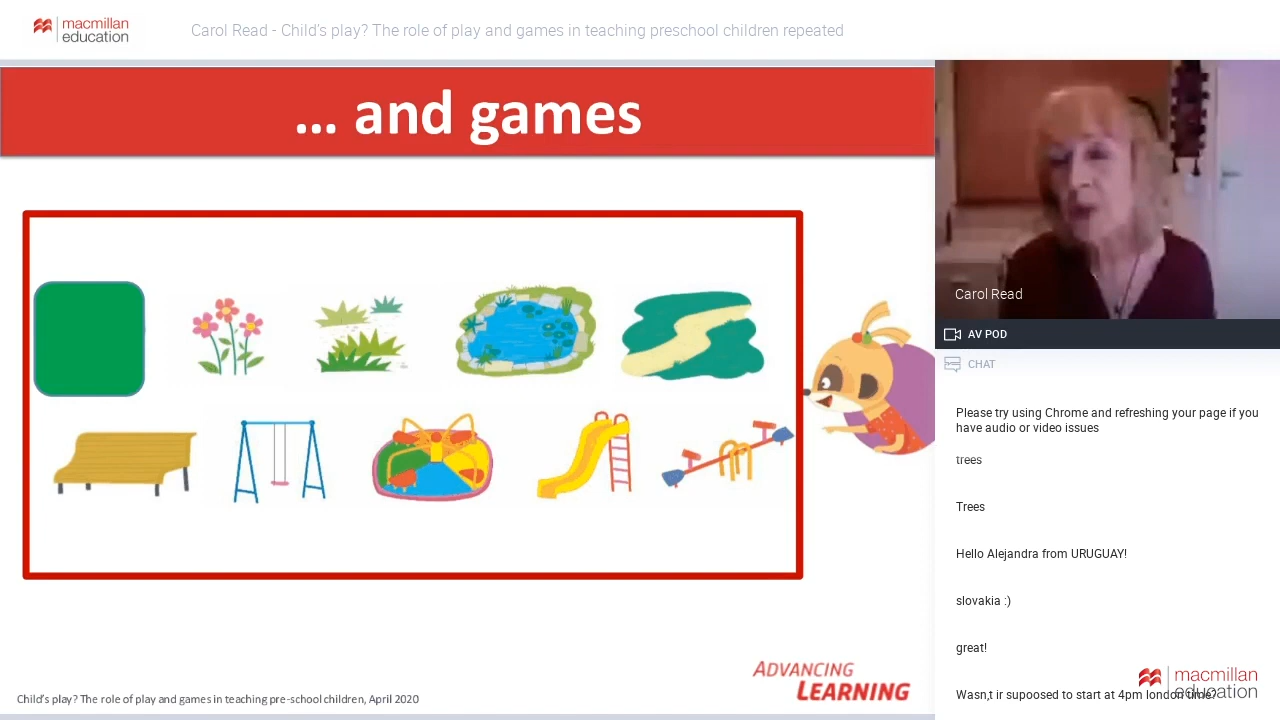 macmillan
education
Carol Read - Child's play? The role of play and games in teaching preschool children repeated
... and games
Carol Read
AV POD
CHAT
Please try using Chrome and refreshing your page if you
have audio or video issues
trees
Trees
Hello Alejandra from URUGUAY!
slovakia :)
great!
Wasn,t ir supoosed to start at 4pm london time?
macmillan
education
ADVANCING
LEARNING
Child's play? The role of play and games in teaching pre-school children, April 2020